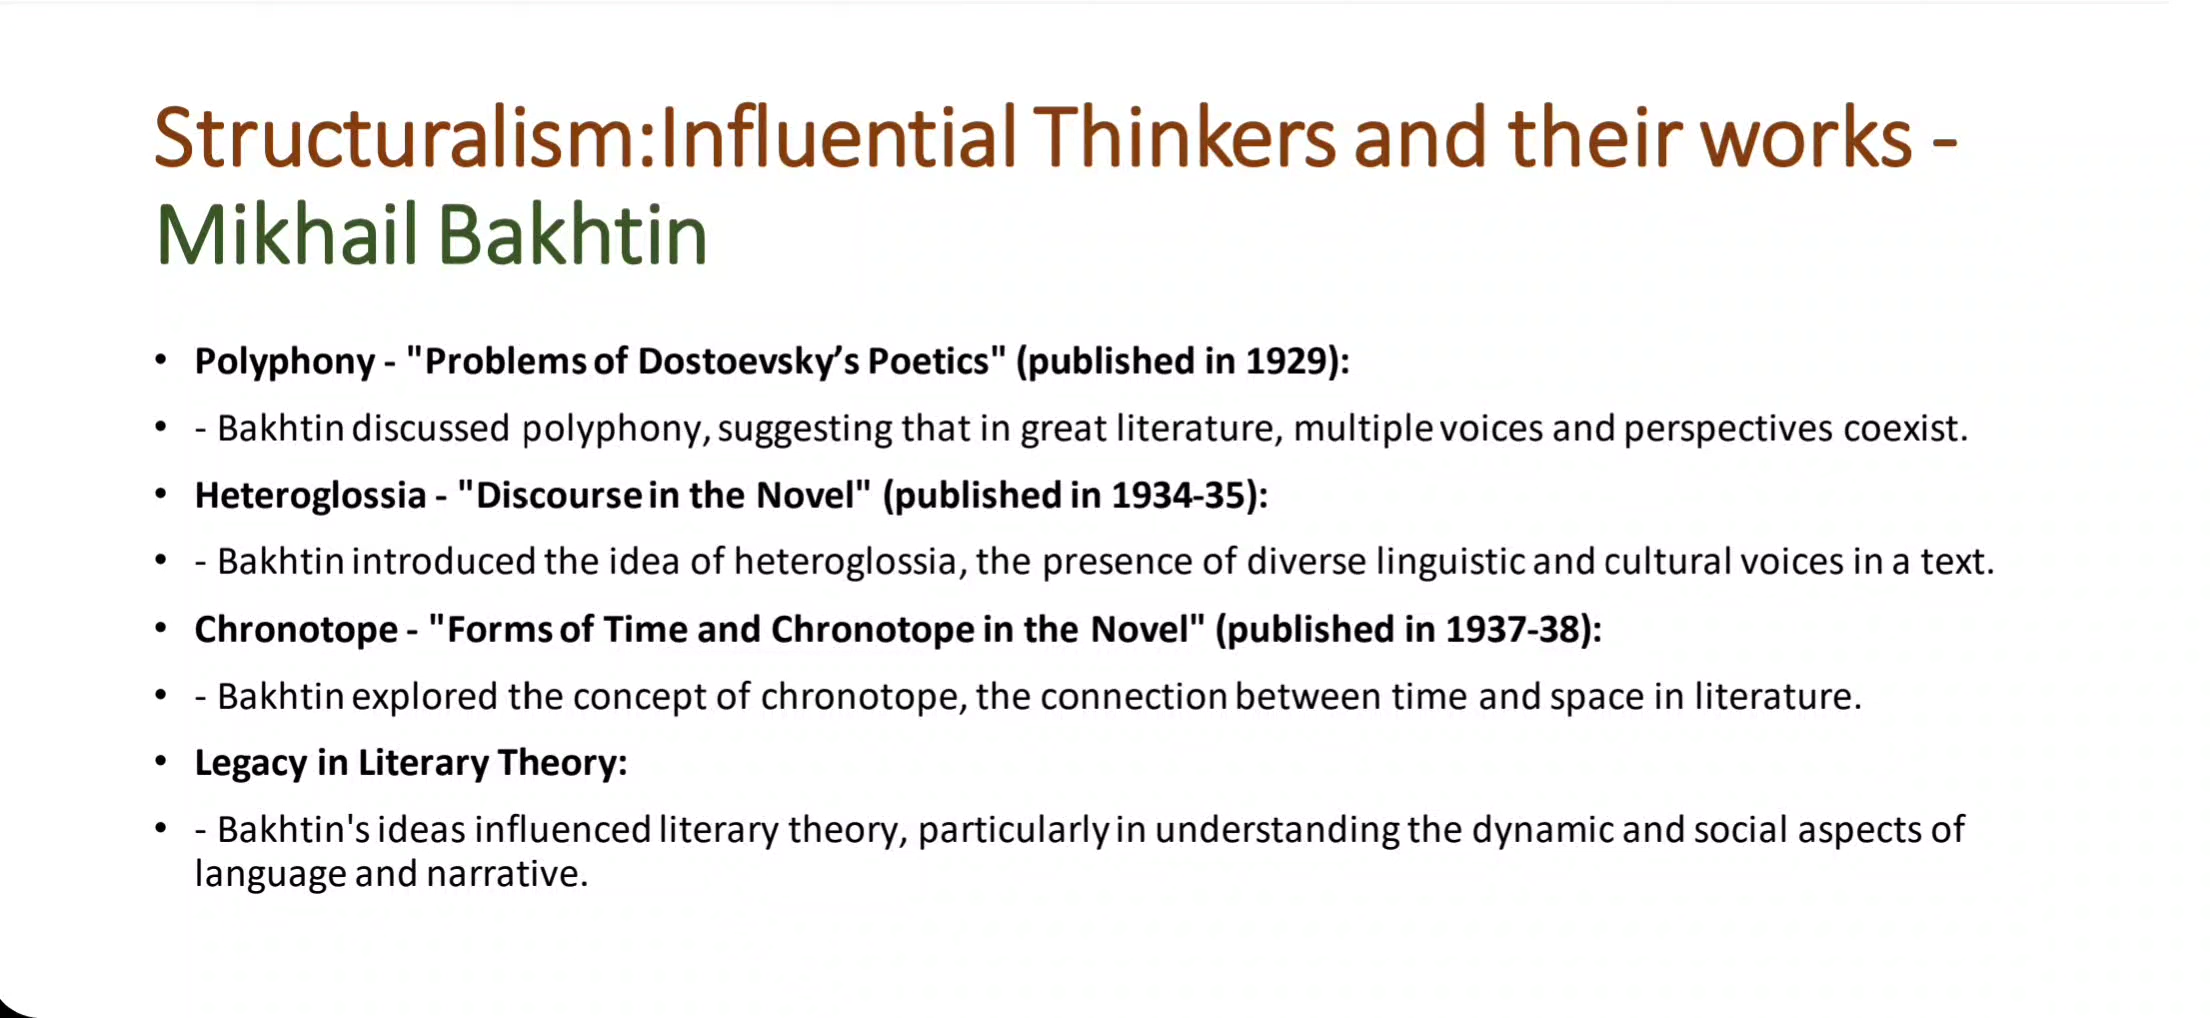 Structuralism:Influential Thinkers and their works -
Mikhail Bakhtin
• Polyphony - "Problems of Dostoevsky’s Poetics" (published in 1929):
• - Bakhtin discussed polyphony, suggesting that in great literature, multiple voices and perspectives coexist.
• Heteroglossia - "Discourse in the Novel" (published in 1934-35):
• - Bakhtin introduced the idea of heteroglossia, the presence of diverse linguistic and cultural voices in a text.
• Chronotope - "Forms of Time and Chronotope in the Novel" (published in 1937-38):
• - Bakhtin explored the concept of chronotope, the connection between time and space in literature.
• Legacy in Literary Theory:
• - Bakhtin's ideas influenced literary theory, particularly in understanding the dynamic and social aspects of
language and narrative.